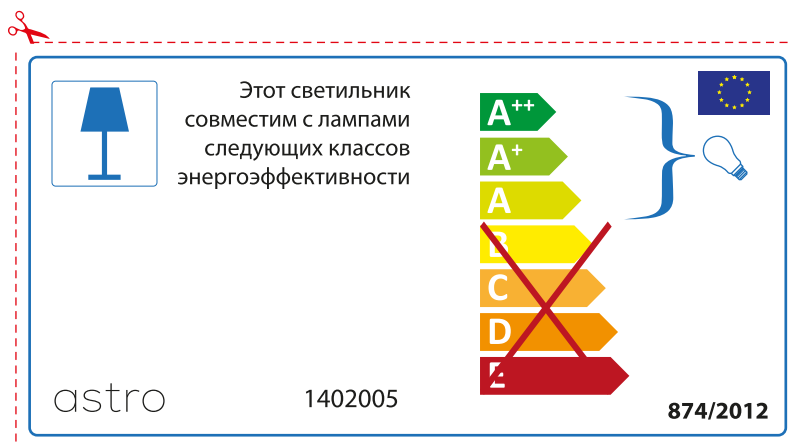 Этот светильник
совместим с лампами
следующих классов
энергоэффективности
A++
A+
A
B
C
D
E
astro
1402005
874/2012